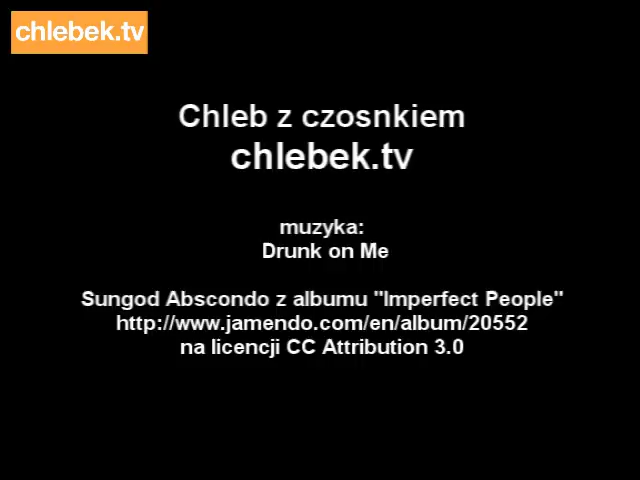 chlebek.tv
Chleb z czosnkiem
chlebek.tv
muzyka:
Drunk on Me
Sungod Abscondo z albumu "Imperfect People"
http://www.jamendo.com/en/album/20552
na licencji CC Attribution 3.0